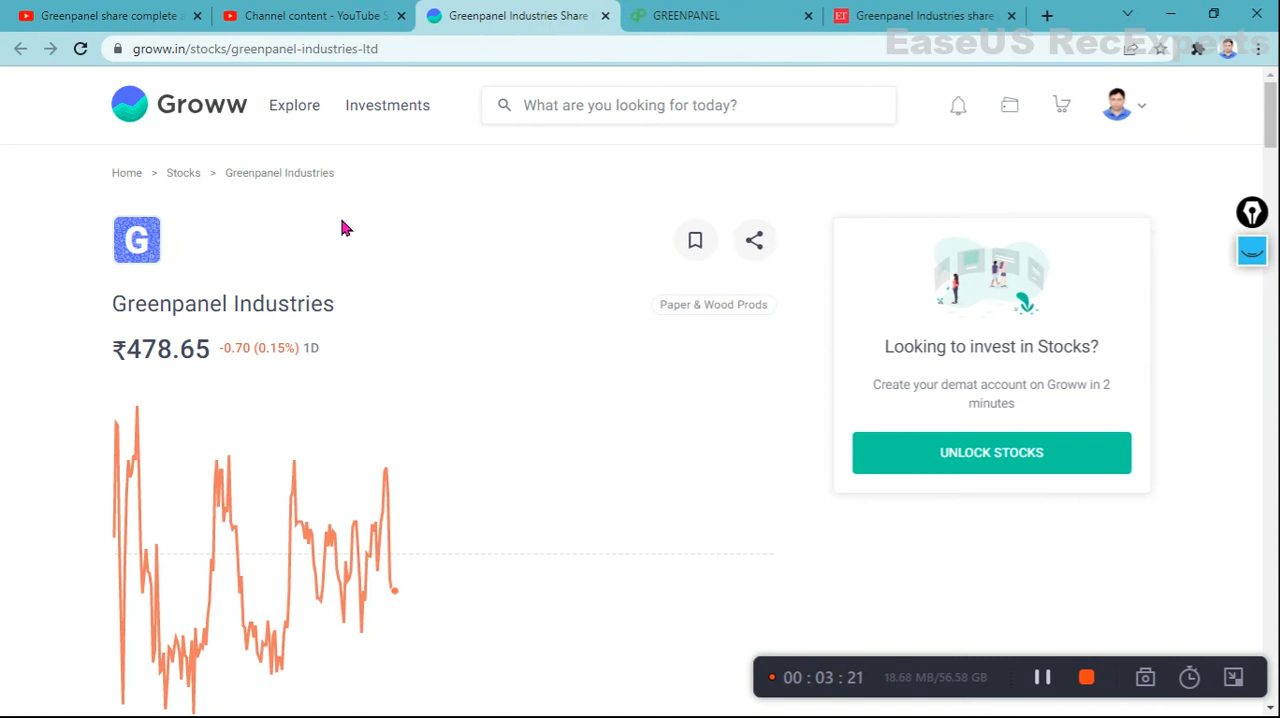 Greenpanel share complete
Channel content - YouTube S
Greenpanel Industries Share
GREENPANEL
ET
Greenpanel Industries share
groww.in/stocks/greenpanel-industries-ltd
EaseUS RecExperts
Groww
Explore
Investments
What are you looking for today?
Home > Stocks > Greenpanel Industries
G
Greenpanel Industries
Paper & Wood Prods
₹478.65 -0.70 (0.15%) 1D
Looking to invest in Stocks?
Create your demat account on Groww in 2
minutes
UNLOCK STOCKS
00 : 03 : 21
18.68 MB/56.58 GB